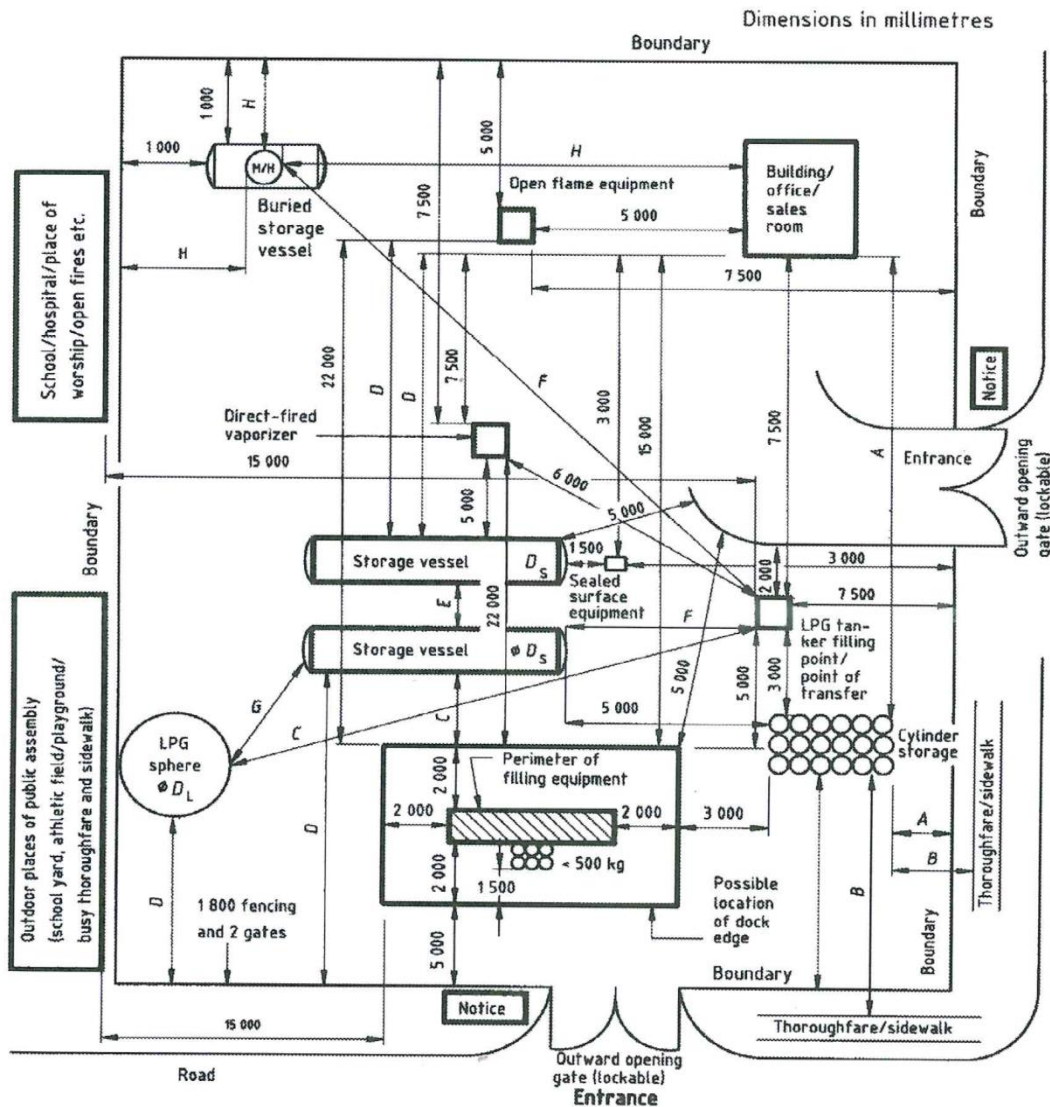 Dimensions in millimetres
Boundary
1 000
H
1 000
M/H
Buried
storage
vessel
H
5 000
7 500
H
Open flame equipment
5 000
Building/
office/
sales
room
Boundary
7 500
School/hospital/place of
worship/open fires etc.
22 000
D
D
7 500
F
3 000
15 000
7 500
A
Notice
Direct-fired
vaporizer
15 000
6 000
Entrance
Outward opening
gate (lockable)
5 000
5 000
Boundary
Storage vessel
DS
1 500
Sealed
surface
equipment
2 000
3 000
7 500
E
22 000
F
Storage vessel
ø DS
LPG tan-
ker filling
point/
point of
transfer
5 000
5 000
3 000
G
C
C
5 000
Cylinder
storage
LPG
sphere
ø DL
Outdoor places of public assembly
(school yard, athletic field/playground/
busy thoroughfare and sidewalk)
2 000
Perimeter of
filling equipment
2 000
2 000
3 000
A
B
Thoroughfare/sidewalk
< 500 kg
2 000
1 500
D
D
B
1 800 fencing
and 2 gates
Possible
location
of dock
edge
5 000
Boundary
Boundary
Notice
15 000
Thoroughfare/sidewalk
Outward opening
gate (lockable)
Road
Entrance